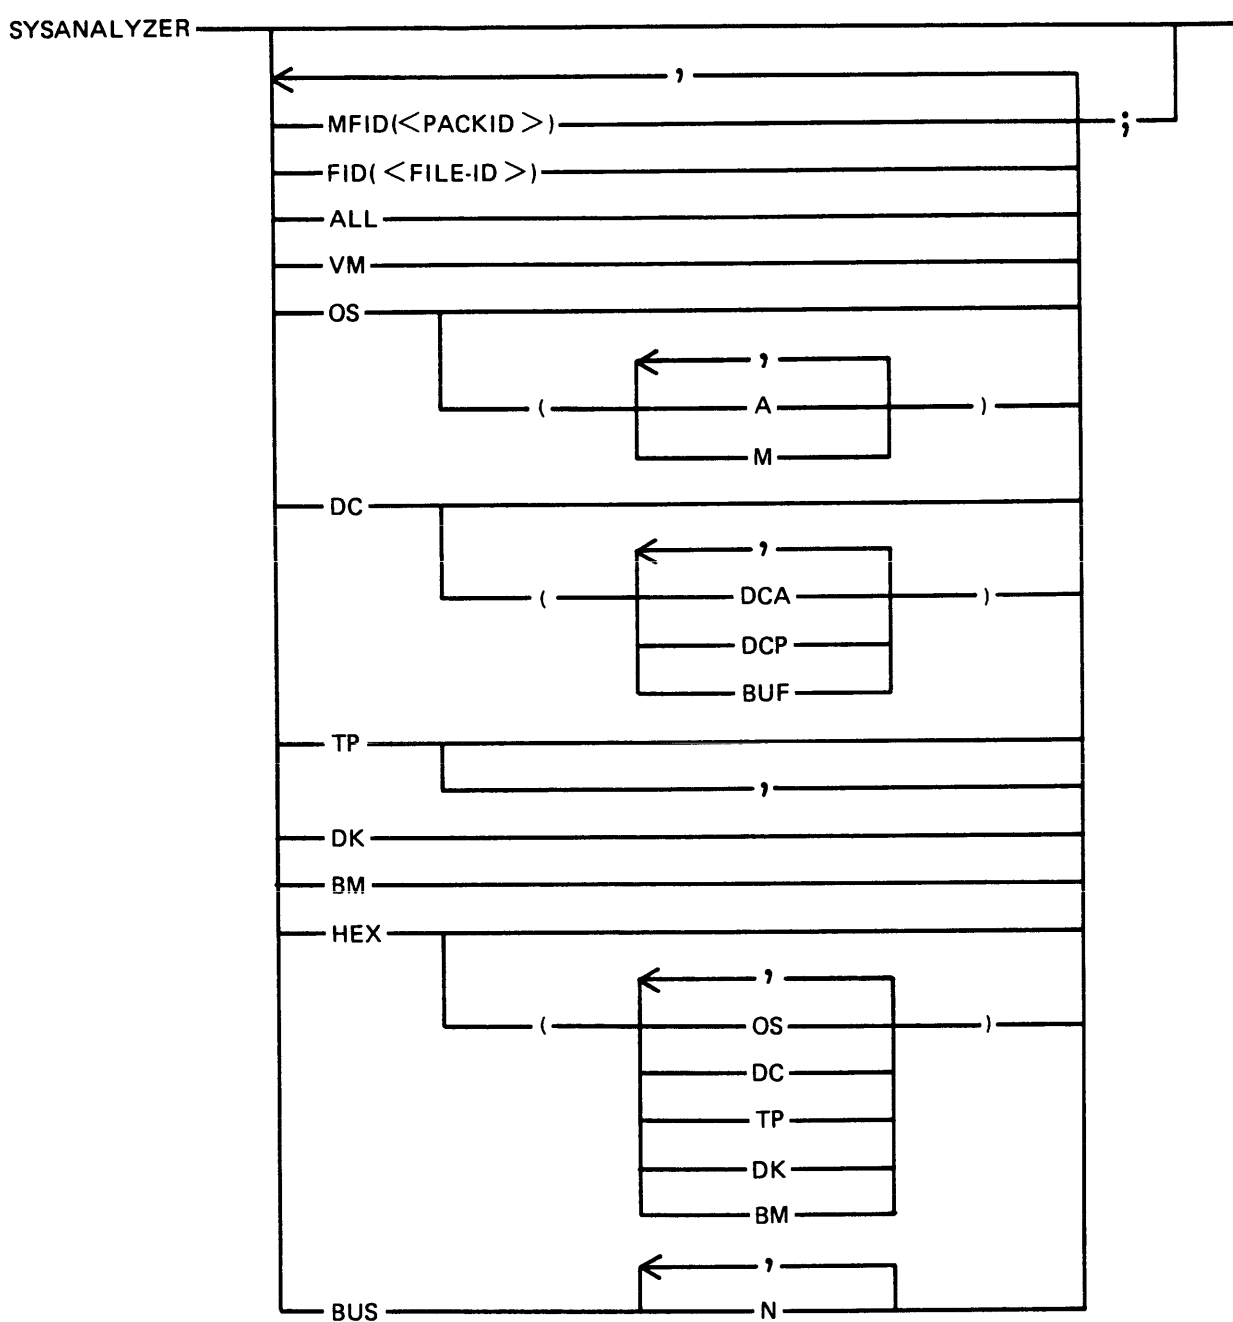 SYSANALYZER
,
MFID(<PACKID>) ;
FID(<FILE-ID>)
ALL
VM
OS
,
( A )
M
DC
,
( DCA )
DCP
BUF
TP
,
DK
BM
HEX
,
( OS )
DC
TP
DK
BM
,
BUS N